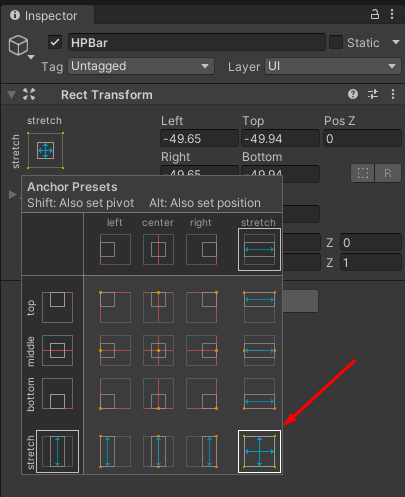 Inspector
HPBar
Static
Tag Untagged Layer UI
Rect Transform
stretch
stretch
Left Top Pos Z
-49.65 -49.94 0
Right Bottom
-49.65 -49.94
R
Anchor Presets
Shift: Also set pivot Alt: Also set position
left center right stretch
top
middle
bottom
stretch
Z 0
Z 1